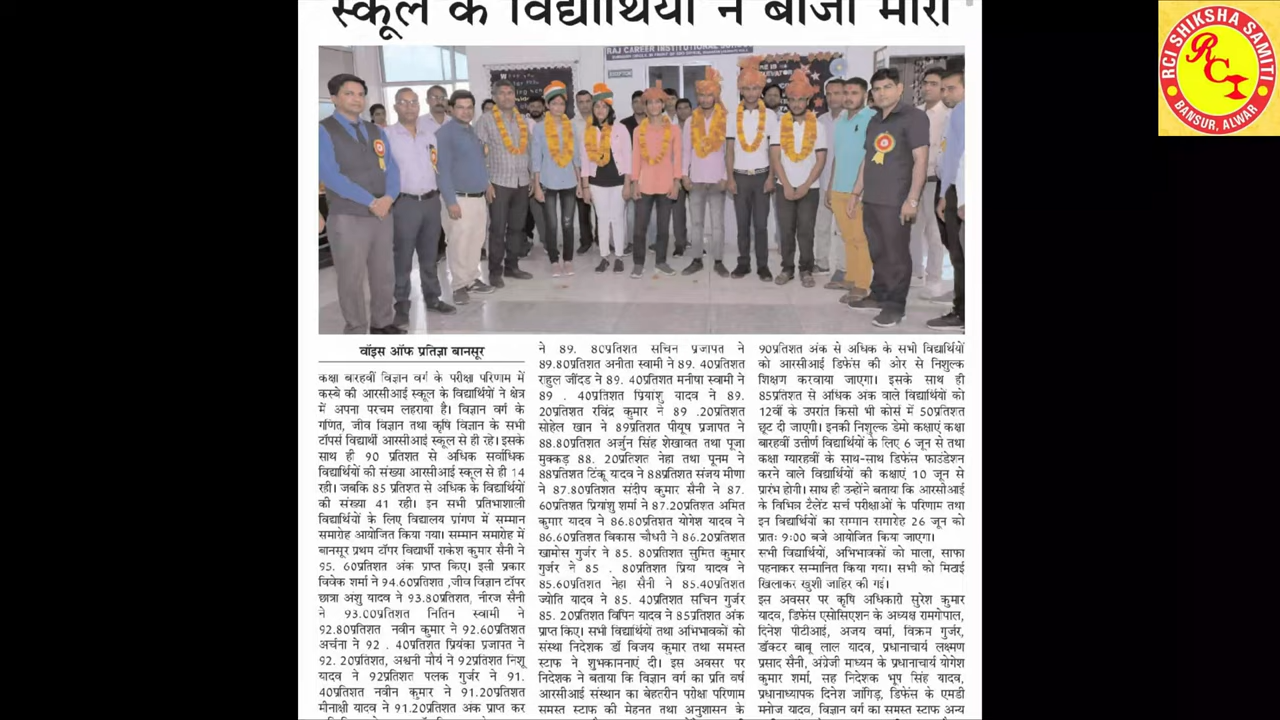 स्कूल के विद्यार्थियों ने बाजी मारी
RAJ CAREER INSTITUTIONAL
RCI SHIKSHA SAMITI
RCI
BANSUR, ALWAR
वॉइस ऑफ प्रतिज्ञा बानसूर
कक्षा बारहवीं विज्ञान वर्ग के परीक्षा परिणाम में
कस्बे की आरसीआई स्कूल के विद्यार्थियों ने क्षेत्र
में अपना परचम लहराया है। विज्ञान वर्ग के
गणित, जीव विज्ञान तथा कृषि विज्ञान के सभी
टॉपर्स विद्यार्थी आरसीआई स्कूल से ही रहे। इसके
साथ ही 90 प्रतिशत से अधिक सर्वाधिक
विद्यार्थियों की संख्या आरसीआई स्कूल से ही 14
रही। जबकि 85 प्रतिशत से अधिक के विद्यार्थियों
की संख्या 41 रही। इन सभी प्रतिभाशाली
विद्यार्थियों के लिए विद्यालय प्रांगण में सम्मान
समारोह आयोजित किया गया। सम्मान समारोह में
बानसूर प्रथम टॉपर विद्यार्थी राकेश कुमार सैनी ने
95. 60प्रतिशत अंक प्राप्त किए। इसी प्रकार
विवेक शर्मा ने 94.60प्रतिशत ,जीव विज्ञान टॉपर
छात्रा अंशु यादव ने 93.80प्रतिशत, नीरज सैनी
ने 93.00प्रतिशत नितिन स्वामी ने
92.80प्रतिशत नवीन कुमार ने 92.60प्रतिशत
अर्चना ने 92 . 40प्रतिशत प्रियंका प्रजापत ने
92. 20प्रतिशत, अश्वनी मौर्य ने 92प्रतिशत निशू
यादव ने 92प्रतिशत पलक गुर्जर ने 91.
40प्रतिशत नवीन कुमार ने 91.20प्रतिशत
मीनाक्षी यादव ने 91.20प्रतिशत अंक प्राप्त कर
ने 89. 80प्रतिशत सचिन प्रजापत ने
89.80प्रतिशत अनीता स्वामी ने 89. 40प्रतिशत
राहुल जींदड ने 89. 40प्रतिशत मनीषा स्वामी ने
89 . 40प्रतिशत प्रियांशु यादव ने 89.
20प्रतिशत रविंद्र कुमार ने 89 .20प्रतिशत
सोहेल खान ने 89प्रतिशत पीयूष प्रजापत ने
88.80प्रतिशत अर्जुन सिंह शेखावत तथा पूजा
मुक्कड़ 88. 20प्रतिशत नेहा तथा पूनम ने
88प्रतिशत टिंकू यादव ने 88प्रतिशत संजय मीणा
ने 87.80प्रतिशत संदीप कुमार सैनी ने 87.
60प्रतिशत प्रियांशु शर्मा ने 87.20प्रतिशत अमित
कुमार यादव ने 86.80प्रतिशत योगेश यादव ने
86.60प्रतिशत विकास चौधरी ने 86.20प्रतिशत
खामोस गुर्जर ने 85. 80प्रतिशत सुमित कुमार
गुर्जर ने 85 . 80प्रतिशत प्रिया यादव ने
85.60प्रतिशत नेहा सैनी ने 85.40प्रतिशत
ज्योति यादव ने 85. 40प्रतिशत सचिन गुर्जर
85. 20प्रतिशत विपिन यादव ने 85प्रतिशत अंक
प्राप्त किए। सभी विद्यार्थियों तथा अभिभावकों को
संस्था निदेशक डॉ विजय कुमार तथा समस्त
स्टाफ ने शुभकामनाएं दी। इस अवसर पर
निदेशक ने बताया कि विज्ञान वर्ग का प्रति वर्ष
आरसीआई संस्थान का बेहतरीन परीक्षा परिणाम
समस्त स्टाफ की मेहनत तथा अनुशासन के
90प्रतिशत अंक से अधिक के सभी विद्यार्थियों
को आरसीआई डिफेंस की ओर से निशुल्क
शिक्षण करवाया जाएगा। इसके साथ ही
85प्रतिशत से अधिक अंक वाले विद्यार्थियों को
12वीं के उपरांत किसी भी कोर्स में 50प्रतिशत
छूट दी जाएगी। इनकी निशुल्क डेमो कक्षाएं कक्षा
बारहवीं उत्तीर्ण विद्यार्थियों के लिए 6 जून से तथा
कक्षा ग्यारहवीं के साथ-साथ डिफेंस फाउंडेशन
करने वाले विद्यार्थियों की कक्षाएं 10 जून से
प्रारंभ होगी। साथ ही उन्होंने बताया कि आरसीआई
के विभिन्न टैलेंट सर्च परीक्षाओं के परिणाम तथा
इन विद्यार्थियों का सम्मान समारोह 26 जून को
प्रातः 9:00 बजे आयोजित किया जाएगा।
सभी विद्यार्थियों, अभिभावकों को माला, साफा
पहनाकर सम्मानित किया गया। सभी को मिठाई
खिलाकर खुशी जाहिर की गई।
इस अवसर पर कृषि अधिकारी सुरेश कुमार
यादव, डिफेंस एसोसिएशन के अध्यक्ष रामगोपाल,
दिनेश पीटीआई, अजय वर्मा, विक्रम गुर्जर,
डॉक्टर बाबू लाल यादव, प्रधानाचार्य लक्ष्मण
प्रसाद सैनी, अंग्रेजी माध्यम के प्रधानाचार्य योगेश
कुमार शर्मा, सह निदेशक भूप सिंह यादव,
प्रधानाध्यापक दिनेश जांगिड़, डिफेंस के एमडी
मनोज यादव, विज्ञान वर्ग का समस्त स्टाफ अन्य